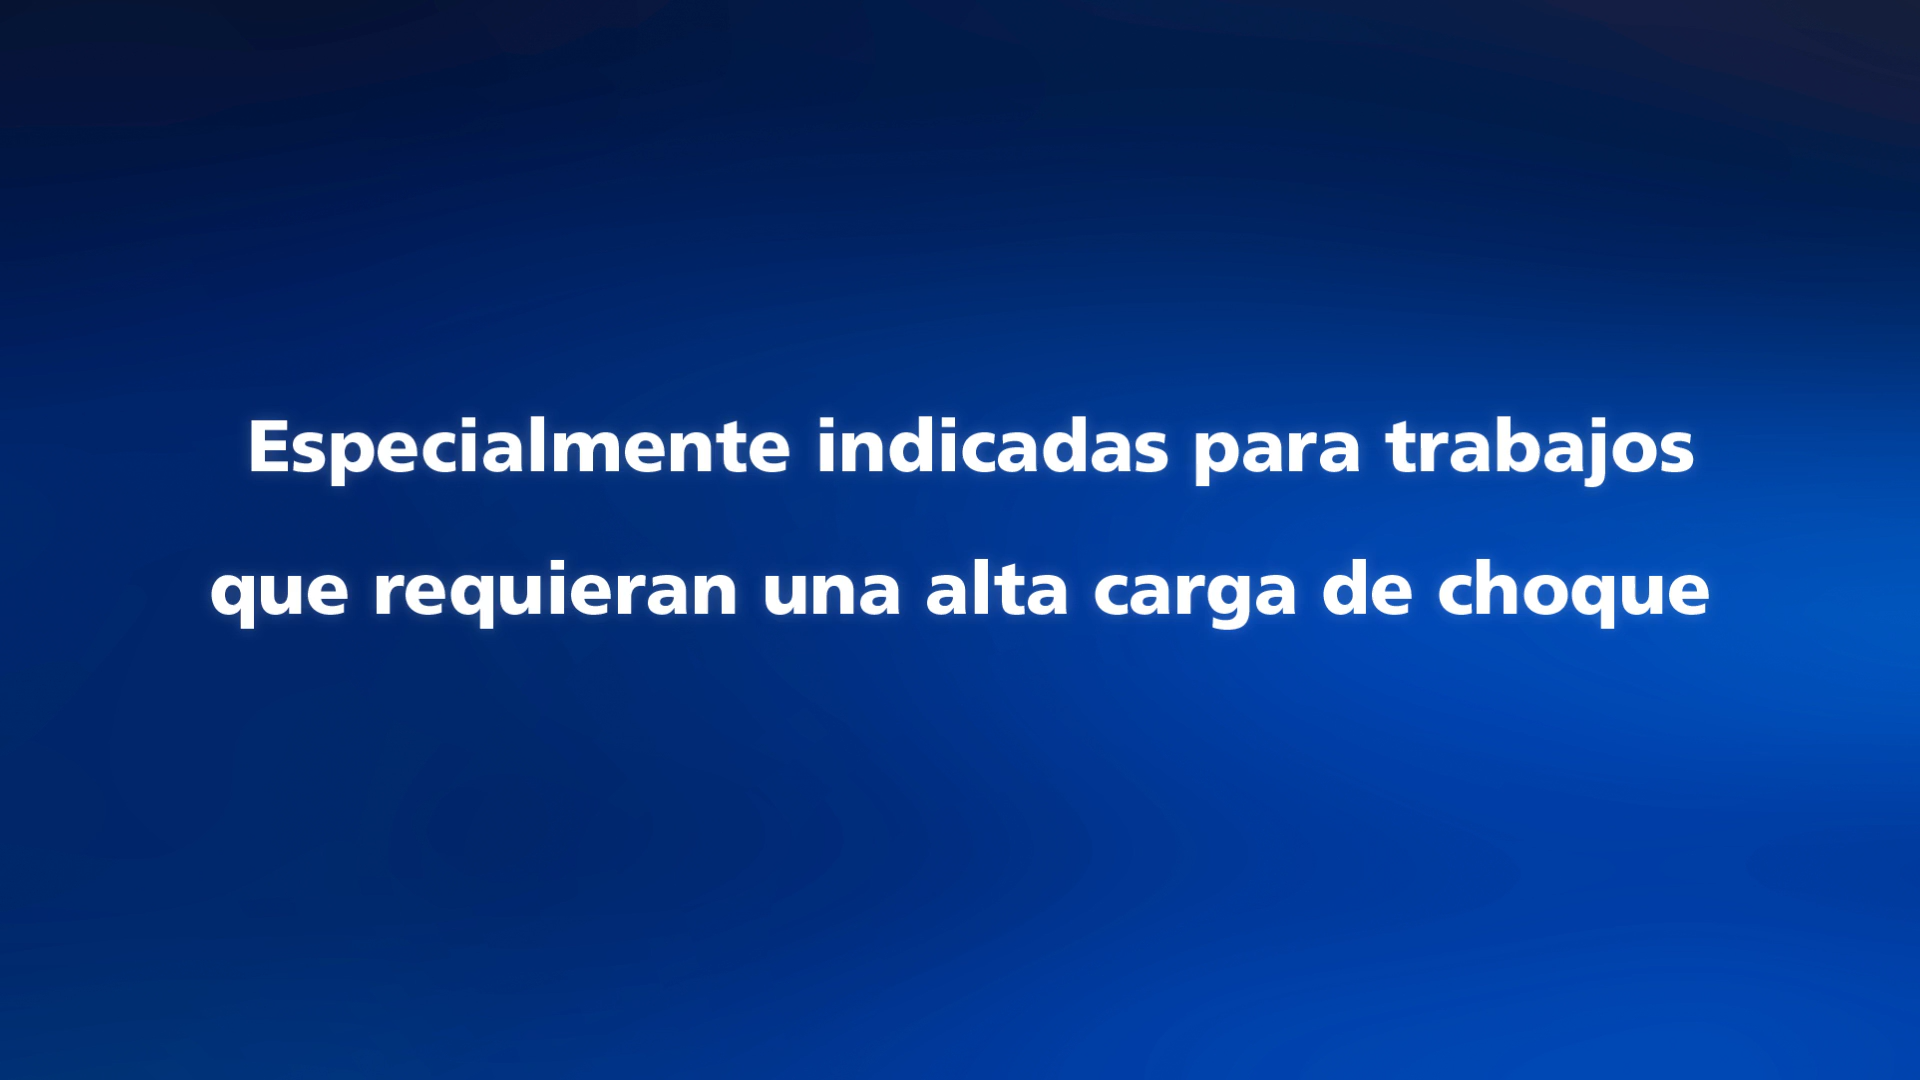 Especialmente indicadas para trabajos
que requieran una alta carga de choque